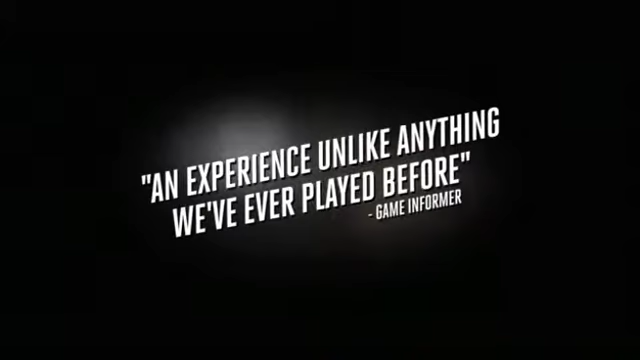 "AN EXPERIENCE UNLIKE ANYTHING
WE'VE EVER PLAYED BEFORE"
- GAME INFORMER